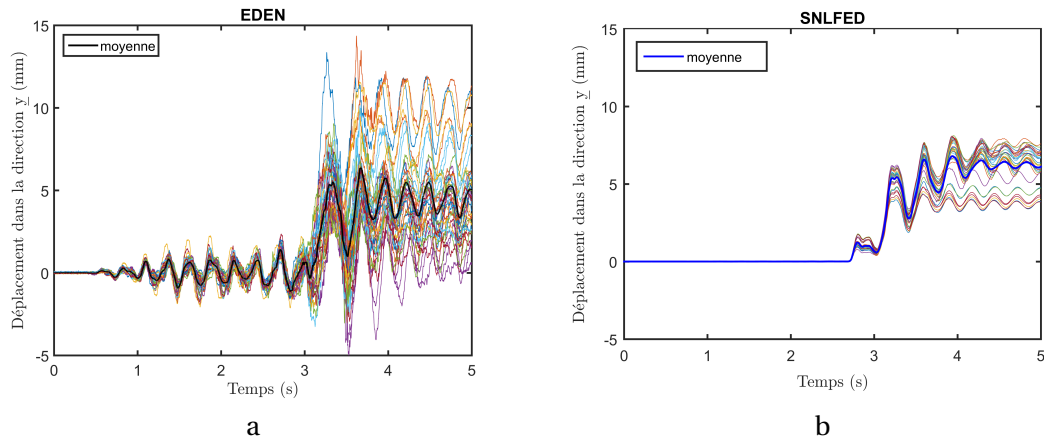 EDEN
15
moyenne
10
5
0
-5
Déplacement dans la direction y (mm)
0
1
2
3
4
5
Temps (s)
a
SNLFED
15
moyenne
10
5
0
-5
Déplacement dans la direction y (mm)
0
1
2
3
4
5
Temps (s)
b